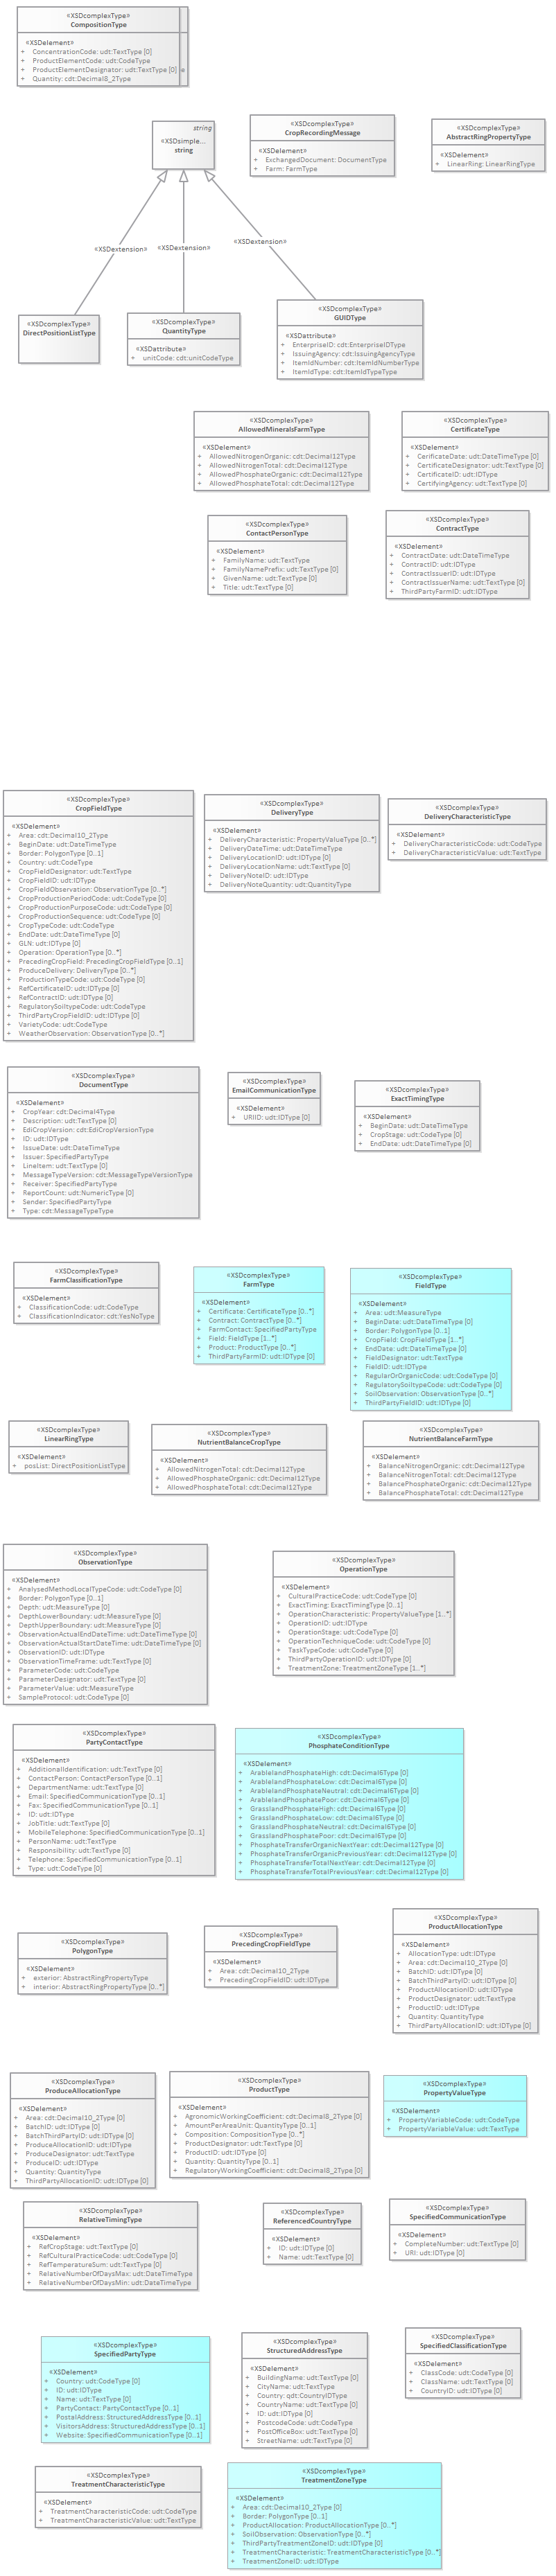 «XSDcomplexType»
CompositionType
«XSDelement»
+ ConcentrationCode: udt:TextType [0]
+ ProductElementCode: udt:CodeType
+ ProductElementDesignator: udt:TextType [0]
+ Quantity: cdt:Decimal8_2Type
string
«XSDsimple...
string
«XSDcomplexType»
CropRecordingMessage
«XSDelement»
+ ExchangedDocument: DocumentType
+ Farm: FarmType
«XSDcomplexType»
AbstractRingPropertyType
«XSDelement»
+ LinearRing: LinearRingType
«XSDextension»
«XSDextension»
«XSDextension»
«XSDcomplexType»
DirectPositionListType
«XSDcomplexType»
QuantityType
«XSDattribute»
+ unitCode: cdt:unitCodeType
«XSDcomplexType»
GUIDType
«XSDattribute»
+ EnterpriseID: cdt:EnterpriseIDType
+ IssuingAgency: cdt:IssuingAgencyType
+ ItemIdNumber: cdt:ItemIdNumberType
+ ItemIdType: cdt:ItemIdTypeType
«XSDcomplexType»
AllowedMineralsFarmType
«XSDelement»
+ AllowedNitrogenOrganic: cdt:Decimal12Type
+ AllowedNitrogenTotal: cdt:Decimal12Type
+ AllowedPhosphateOrganic: cdt:Decimal12Type
+ AllowedPhosphateTotal: cdt:Decimal12Type
«XSDcomplexType»
CertificateType
«XSDelement»
+ CerificateDate: udt:DateTimeType [0]
+ CertificateDesignator: udt:TextType [0]
+ CertificateID: udt:IDType [0]
+ CertifyingAgency: udt:TextType [0]
«XSDcomplexType»
ContactPersonType
«XSDelement»
+ FamilyName: udt:TextType
+ FamilyNamePrefix: udt:TextType [0]
+ GivenName: udt:TextType [0]
+ Title: udt:TextType [0]
«XSDcomplexType»
ContractType
«XSDelement»
+ ContractDate: udt:DateTimeType
+ ContractID: udt:IDType
+ ContractIssuerID: udt:IDType
+ ContractIssuerName: udt:TextType [0]
+ ThirdPartyFarmID: udt:IDType
«XSDcomplexType»
CropFieldType
«XSDelement»
+ Area: cdt:Decimal10_2Type
+ BeginDate: udt:DateTimeType
+ Border: PolygonType [0..1]
+ Country: udt:CodeType
+ CropFieldDesignator: udt:TextType
+ CropFieldID: udt:IDType
+ CropFieldObservation: ObservationType [0..*]
+ CropProductionPeriodCode: udt:CodeType [0]
+ CropProductionPurposeCode: udt:CodeType [0]
+ CropProductionSequence: udt:CodeType [0]
+ CropTypeCode: udt:CodeType
+ EndDate: udt:DateTimeType [0]
+ GLN: udt:IDType [0]
+ Operation: OperationType [0..*]
+ PrecedingCropField: PrecedingCropFieldType [0..1]
+ ProduceDelivery: DeliveryType [0..*]
+ ProductionTypeCode: udt:CodeType [0]
+ RefCertificateID: udt:IDType [0]
+ RefContractID: udt:IDType [0]
+ RegulatorySoiltypeCode: udt:CodeType
+ ThirdPartyCropFieldID: udt:IDType [0]
+ VarietyCode: udt:CodeType
+ WeatherObservation: ObservationType [0..*]
«XSDcomplexType»
DeliveryType
«XSDelement»
+ DeliveryCharacteristic: PropertyValueType [0..*]
+ DeliveryDateTime: udt:DateTimeType
+ DeliveryLocationID: udt:IDType [0]
+ DeliveryLocationName: udt:TextType [0]
+ DeliveryNoteID: udt:IDType
+ DeliveryNoteQuantity: udt:QuantityType
«XSDcomplexType»
DeliveryCharacteristicType
«XSDelement»
+ DeliveryCharacteristicCode: udt:CodeType
+ DeliveryCharacteristicValue: udt:TextType
«XSDcomplexType»
DocumentType
«XSDelement»
+ CropYear: cdt:Decimal4Type
+ Description: udt:TextType [0]
+ EdiCropVersion: cdt:EdiCropVersionType
+ ID: udt:IDType
+ IssueDate: udt:DateTimeType
+ Issuer: SpecifiedPartyType
+ LineItem: udt:TextType [0]
+ MessageTypeVersion: cdt:MessageTypeVersionType
+ Receiver: SpecifiedPartyType
+ ReportCount: udt:NumericType [0]
+ Sender: SpecifiedPartyType
+ Type: cdt:MessageTypeType
«XSDcomplexType»
EmailCommunicationType
«XSDelement»
+ URIID: udt:IDType [0]
«XSDcomplexType»
ExactTimingType
«XSDelement»
+ BeginDate: udt:DateTimeType
+ CropStage: udt:CodeType [0]
+ EndDate: udt:DateTimeType [0]
«XSDcomplexType»
FarmClassificationType
«XSDelement»
+ ClassificationCode: udt:CodeType
+ ClassificationIndicator: cdt:YesNoType
«XSDcomplexType»
FarmType
«XSDelement»
+ Certificate: CertificateType [0..*]
+ Contract: ContractType [0..*]
+ FarmContact: SpecifiedPartyType
+ Field: FieldType [1..*]
+ Product: ProductType [0..*]
+ ThirdPartyFarmID: udt:IDType [0]
«XSDcomplexType»
FieldType
«XSDelement»
+ Area: udt:MeasureType
+ BeginDate: udt:DateTimeType [0]
+ Border: PolygonType [0..1]
+ CropField: CropFieldType [1..*]
+ EndDate: udt:DateTimeType [0]
+ FieldDesignator: udt:TextType
+ FieldID: udt:IDType
+ RegularOrOrganicCode: udt:CodeType [0]
+ RegulatorySoiltypeCode: udt:CodeType [0]
+ SoilObservation: ObservationType [0..*]
+ ThirdPartyFieldID: udt:IDType [0]
«XSDcomplexType»
LinearRingType
«XSDelement»
+ posList: DirectPositionListType
«XSDcomplexType»
NutrientBalanceCropType
«XSDelement»
+ AllowedNitrogenTotal: cdt:Decimal12Type
+ AllowedPhosphateOrganic: cdt:Decimal12Type
+ AllowedPhosphateTotal: cdt:Decimal12Type
«XSDcomplexType»
NutrientBalanceFarmType
«XSDelement»
+ BalanceNitrogenOrganic: cdt:Decimal12Type
+ BalanceNitrogenTotal: cdt:Decimal12Type
+ BalancePhosphateOrganic: cdt:Decimal12Type
+ BalancePhosphateTotal: cdt:Decimal12Type
«XSDcomplexType»
ObservationType
«XSDelement»
+ AnalysedMethodLocalTypeCode: udt:CodeType [0]
+ Border: PolygonType [0..1]
+ Depth: udt:MeasureType [0]
+ DepthLowerBoundary: udt:MeasureType [0]
+ DepthUpperBoundary: udt:MeasureType [0]
+ ObservationActualEndDateTime: udt:DateTimeType [0]
+ ObservationActualStartDateTime: udt:DateTimeType [0]
+ ObservationID: udt:IDType
+ ObservationTimeFrame: udt:TextType [0]
+ ParameterCode: udt:CodeType
+ ParameterDesignator: udt:TextType [0]
+ ParameterValue: udt:MeasureType
+ SampleProtocol: udt:CodeType [0]
«XSDcomplexType»
OperationType
«XSDelement»
+ CulturalPracticeCode: udt:CodeType [0]
+ ExactTiming: ExactTimingType [0..1]
+ OperationCharacteristic: PropertyValueType [1..*]
+ OperationID: udt:IDType
+ OperationStage: udt:CodeType [0]
+ OperationTechniqueCode: udt:CodeType [0]
+ TaskTypeCode: udt:CodeType [0]
+ ThirdPartyOperationID: udt:IDType [0]
+ TreatmentZone: TreatmentZoneType [1..*]
«XSDcomplexType»
PartyContactType
«XSDelement»
+ AdditionalIdentification: udt:TextType [0]
+ ContactPerson: ContactPersonType [0..1]
+ DepartmentName: udt:TextType [0]
+ Email: SpecifiedCommunicationType [0..1]
+ Fax: SpecifiedCommunicationType [0..1]
+ ID: udt:IDType
+ JobTitle: udt:TextType [0]
+ MobileTelephone: SpecifiedCommunicationType [0..1]
+ PersonName: udt:TextType
+ Responsibility: udt:TextType [0]
+ Telephone: SpecifiedCommunicationType [0..1]
+ Type: udt:CodeType [0]
«XSDcomplexType»
PhosphateConditionType
«XSDelement»
+ ArablelandPhosphateHigh: cdt:Decimal6Type [0]
+ ArablelandPhosphateLow: cdt:Decimal6Type [0]
+ ArablelandPhosphateNeutral: cdt:Decimal6Type [0]
+ ArablelandPhosphatePoor: cdt:Decimal6Type [0]
+ GrasslandPhosphateHigh: cdt:Decimal6Type [0]
+ GrasslandPhosphateLow: cdt:Decimal6Type [0]
+ GrasslandPhosphateNeutral: cdt:Decimal6Type [0]
+ GrasslandPhosphatePoor: cdt:Decimal6Type [0]
+ PhosphateTransferOrganicNextYear: cdt:Decimal12Type [0]
+ PhosphateTransferOrganicPreviousYear: cdt:Decimal12Type [0]
+ PhosphateTransferTotalNextYear: cdt:Decimal12Type [0]
+ PhosphateTransferTotalPreviousYear: cdt:Decimal12Type [0]
«XSDcomplexType»
PolygonType
«XSDelement»
+ exterior: AbstractRingPropertyType
+ interior: AbstractRingPropertyType [0..*]
«XSDcomplexType»
PrecedingCropFieldType
«XSDelement»
+ Area: cdt:Decimal10_2Type
+ PrecedingCropFieldID: udt:IDType
«XSDcomplexType»
ProductAllocationType
«XSDelement»
+ AllocationType: udt:IDType
+ Area: cdt:Decimal10_2Type [0]
+ BatchID: udt:IDType [0]
+ BatchThirdPartyID: udt:IDType [0]
+ ProductAllocationID: udt:IDType
+ ProductDesignator: udt:TextType
+ ProductID: udt:IDType
+ Quantity: QuantityType
+ ThirdPartyAllocationID: udt:IDType [0]
«XSDcomplexType»
ProduceAllocationType
«XSDelement»
+ Area: cdt:Decimal10_2Type [0]
+ BatchID: udt:IDType [0]
+ BatchThirdPartyID: udt:IDType [0]
+ ProduceAllocationID: udt:IDType
+ ProduceDesignator: udt:TextType
+ ProduceID: udt:IDType
+ Quantity: QuantityType
+ ThirdPartyAllocationID: udt:IDType [0]
«XSDcomplexType»
ProductType
«XSDelement»
+ AgronomicWorkingCoefficient: cdt:Decimal8_2Type [0]
+ AmountPerAreaUnit: QuantityType [0..1]
+ Composition: CompositionType [0..*]
+ ProductDesignator: udt:TextType [0]
+ ProductID: udt:IDType [0]
+ Quantity: QuantityType [0..1]
+ RegulatoryWorkingCoefficient: cdt:Decimal8_2Type [0]
«XSDcomplexType»
PropertyValueType
«XSDelement»
+ PropertyVariableCode: udt:CodeType
+ PropertyVariableValue: udt:TextType
«XSDcomplexType»
RelativeTimingType
«XSDelement»
+ RefCropStage: udt:TextType [0]
+ RefCulturalPracticeCode: udt:CodeType [0]
+ RefTemperatureSum: udt:TextType [0]
+ RelativeNumberOfDaysMax: udt:DateTimeType
+ RelativeNumberOfDaysMin: udt:DateTimeType
«XSDcomplexType»
ReferencedCountryType
«XSDelement»
+ ID: udt:IDType [0]
+ Name: udt:TextType [0]
«XSDcomplexType»
SpecifiedCommunicationType
«XSDelement»
+ CompleteNumber: udt:TextType [0]
+ URI: udt:IDType [0]
«XSDcomplexType»
SpecifiedPartyType
«XSDelement»
+ Country: udt:CodeType [0]
+ ID: udt:IDType
+ Name: udt:TextType [0]
+ PartyContact: PartyContactType [0..1]
+ PostalAddress: StructuredAddressType [0..1]
+ VisitorsAddress: StructuredAddressType [0..1]
+ Website: SpecifiedCommunicationType [0..1]
«XSDcomplexType»
StructuredAddressType
«XSDelement»
+ BuildingName: udt:TextType [0]
+ CityName: udt:TextType
+ Country: qdt:CountryIDType
+ CountryName: udt:TextType [0]
+ ID: udt:IDType [0]
+ PostcodeCode: udt:CodeType
+ PostOfficeBox: udt:TextType [0]
+ StreetName: udt:TextType [0]
«XSDcomplexType»
SpecifiedClassificationType
«XSDelement»
+ ClassCode: udt:CodeType [0]
+ ClassName: udt:TextType [0]
+ CountryID: udt:IDType [0]
«XSDcomplexType»
TreatmentCharacteristicType
«XSDelement»
+ TreatmentCharacteristicCode: udt:CodeType
+ TreatmentCharacteristicValue: udt:TextType
«XSDcomplexType»
TreatmentZoneType
«XSDelement»
+ Area: cdt:Decimal10_2Type [0]
+ Border: PolygonType [0..1]
+ ProductAllocation: ProductAllocationType [0..*]
+ SoilObservation: ObservationType [0..*]
+ ThirdPartyTreatmentZoneID: udt:IDType [0]
+ TreatmentCharacteristic: TreatmentCharacteristicType [0..*]
+ TreatmentZoneID: udt:IDType